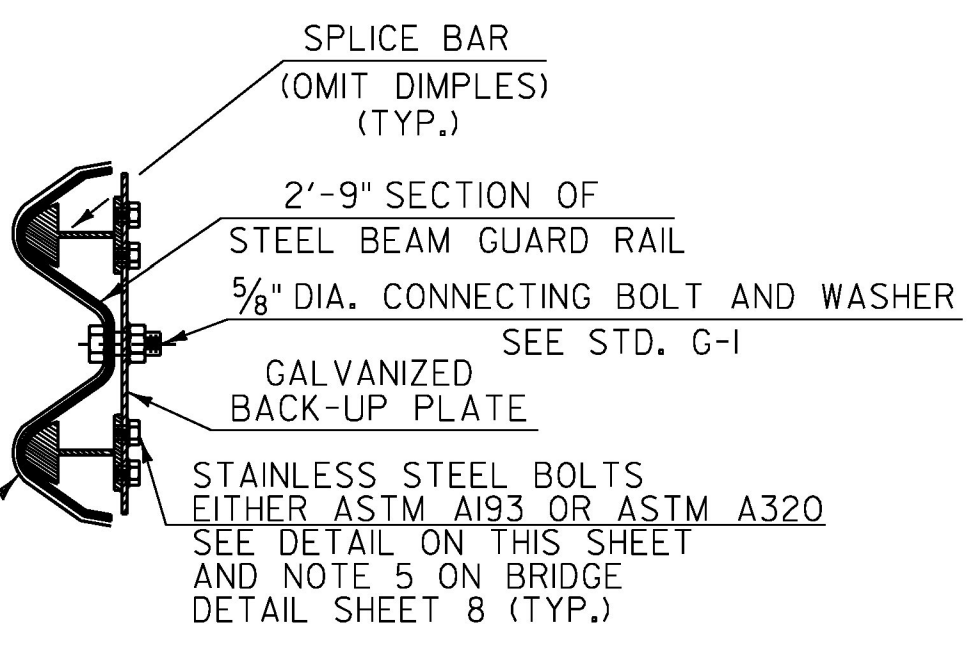 SPLICE BAR
(OMIT DIMPLES)
(TYP.)
2'-9" SECTION OF
STEEL BEAM GUARD RAIL
5/8" DIA. CONNECTING BOLT AND WASHER
SEE STD. G-1
GALVANIZED
BACK-UP PLATE
STAINLESS STEEL BOLTS
EITHER ASTM A193 OR ASTM A320
SEE DETAIL ON THIS SHEET
AND NOTE 5 ON BRIDGE
DETAIL SHEET 8 (TYP.)